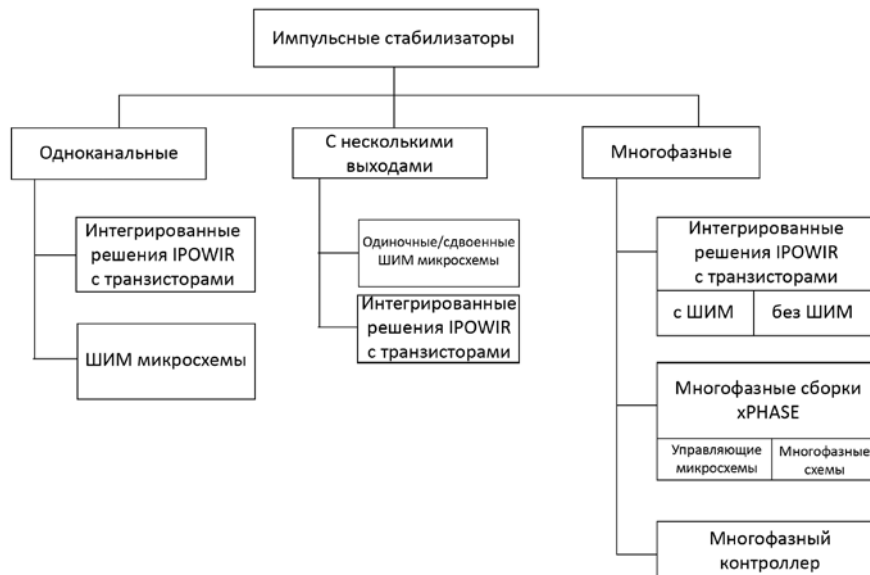 Импульсные стабилизаторы
Одноканальные
С несколькими
выходами
Многофазные
Интегрированные
решения IPOWIR
с транзисторами
ШИМ микросхемы
Одиночные/сдвоенные
ШИМ микросхемы
Интегрированные
решения IPOWIR
с транзисторами
Интегрированные
решения IPOWIR
с транзисторами
с ШИМ
без ШИМ
Многофазные сборки
xPHASE
Управляющие
микросхемы
Многофазные
схемы
Многофазный
контроллер